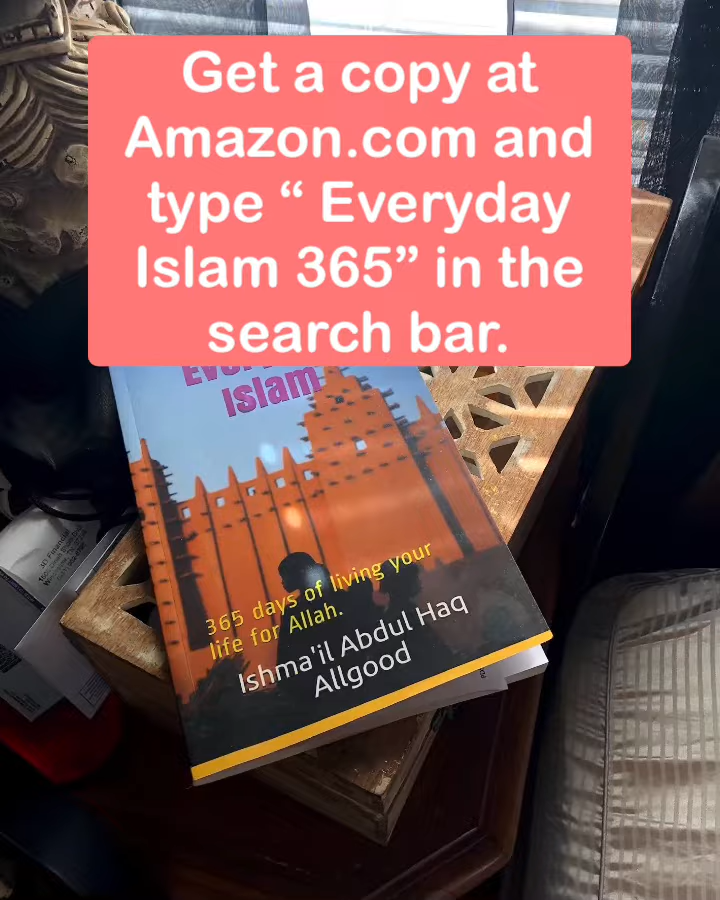 Get a copy at
Amazon.com and
type “ Everyday
Islam 365” in the
search bar.
Islam
365 days of living your
life for Allah.
Ishma'il Abdul Haq
Allgood